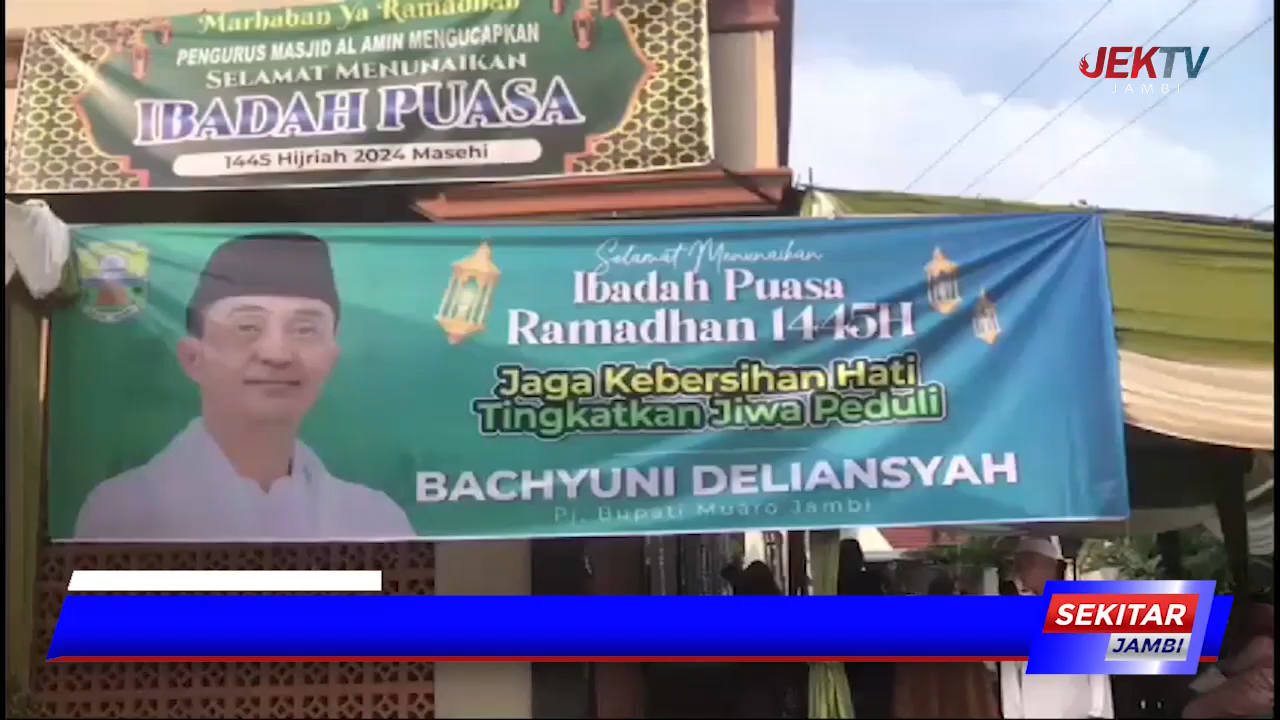 Marhaban Ya Ramadhan
PENGURUS MASJID AL AMIN MENGUCAPKAN
SELAMAT MENUNAIKAN
IBADAH PUASA
1445 Hijriah 2024 Masehi
JEKTV
JAMBI
Selamat Menunaikan
Ibadah Puasa
Ramadhan 1445H
Jaga Kebersihan Hati
Tingkatkan Jiwa Peduli
BACHYUNI DELIANSYAH
Pj. Bupati Muaro Jambi
SEKITAR
JAMBI